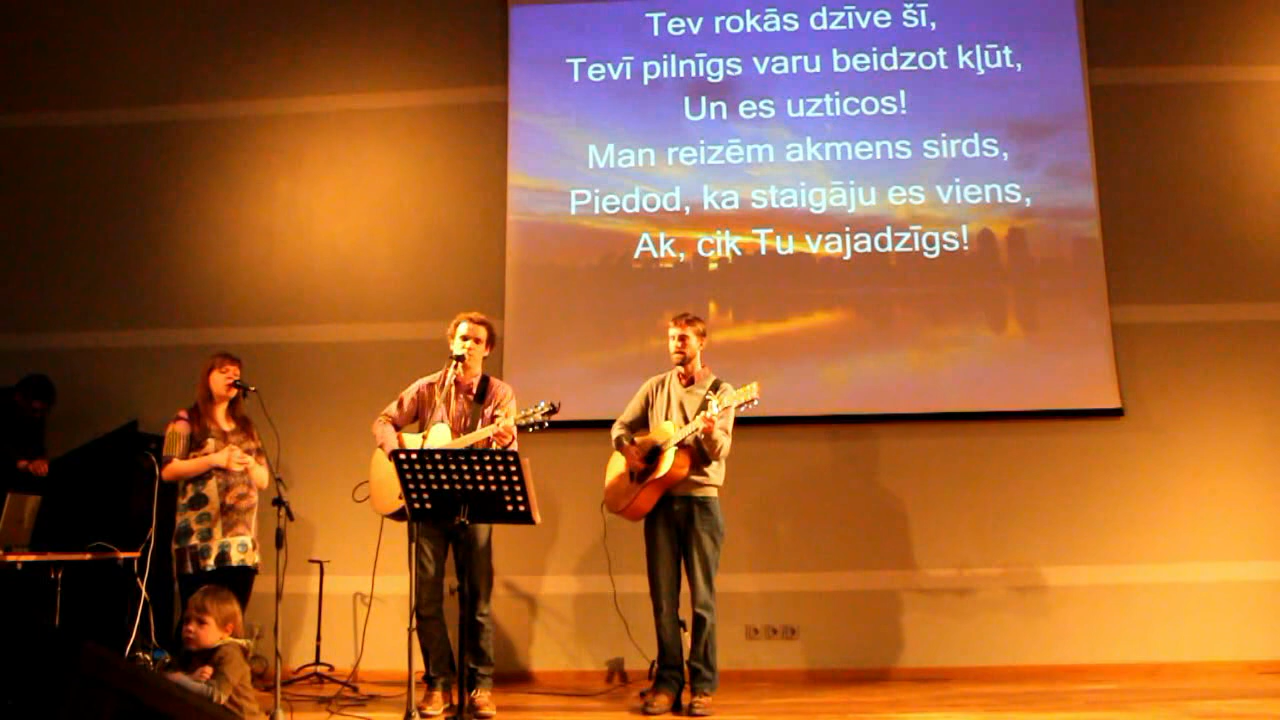 Tev rokās dzīve šī,
Tevī pilnīgs varu beidzot kļūt,
Un es uzticos!
Man reizēm akmens sirds,
Piedod, ka staigāju es viens,
Ak, cik Tu vajadzīgs!